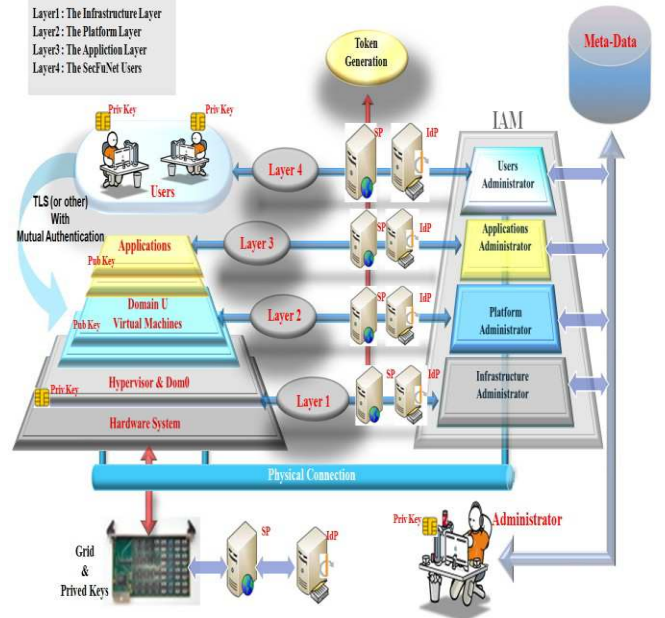 Layer1 : The Infrastructure Layer
Layer2 : The Platform Layer
Layer3 : The Appliction Layer
Layer4 : The SecFuNet Users
Token
Generation
Meta-Data
IAM
Priv Key
Priv Key
Users
SP
IdP
Layer 4
Users
Administrator
TLS (or other)
With
Mutual Authentication
Applications
Pub Key
Layer 3
SP
IdP
Applications
Administrator
Domain U
Virtual Machines
Pub Key
Layer 2
SP
IdP
Platform
Administrator
Hypervisor & Dom0
Priv Key
Hardware System
Layer 1
SP
IdP
Infrastructure
Administrator
Physical Connection
Grid
&
Prived Keys
SP
IdP
Priv Key
Administrator